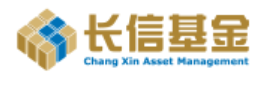 长信基金
Chang Xin Asset Management